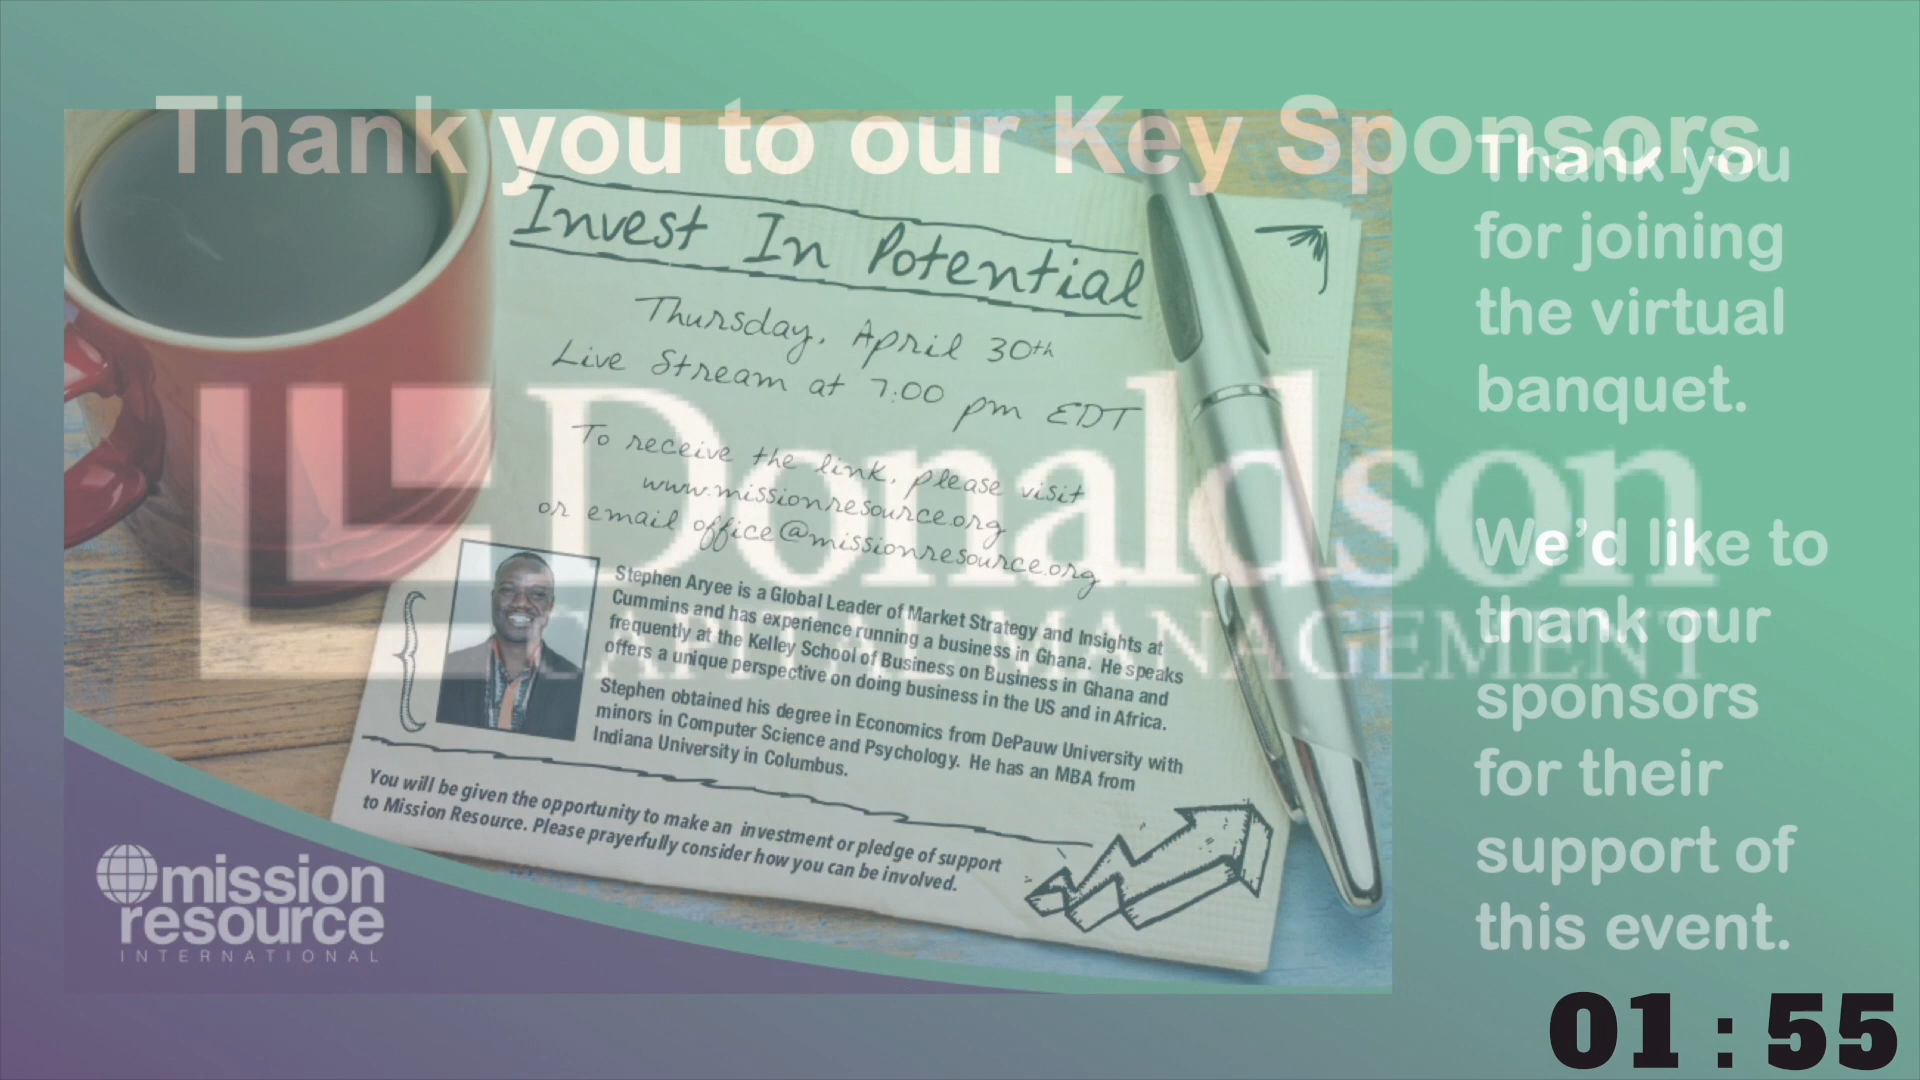 Thank you to our Key Sponsors
Invest In Potential
Thursday, April 30th
Live Stream at 7:00 pm EDT
To receive the link, please visit
www.missionresource.org
or email office@missionresource.org
Donaldson
CAPITAL MANAGEMENT
Stephen Aryee is a Global Leader of Market Strategy and Insights at
Cummins and has experience running a business in Ghana. He speaks
frequently at the Kelley School of Business on Business in Ghana and
offers a unique perspective on doing business in the US and in Africa.
Stephen obtained his degree in Economics from DePauw University with
minors in Computer Science and Psychology. He has an MBA from
Indiana University in Columbus.
You will be given the opportunity to make an investment or pledge of support
to Mission Resource. Please prayerfully consider how you can be involved.
mission
resource
INTERNATIONAL
Thank you
for joining
the virtual
banquet.
We'd like to
thank our
sponsors
for their
support of
this event.
01:55